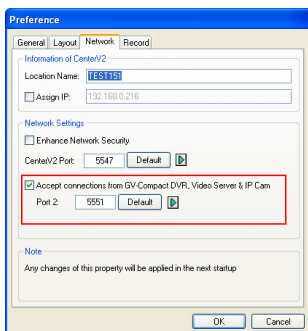 Preference
General Layout Network Record
Information of CenterV2
Location Name: TEST151
Assign IP: 192.168.0.216
Network Settings
Enhance Network Security
CenterV2 Port: 5547 Default
Accept connections from GV-Compact DVR, Video Server & IP Cam
Port 2: 5551 Default
Note
Any changes of this property will be applied in the next startup
OK Cancel